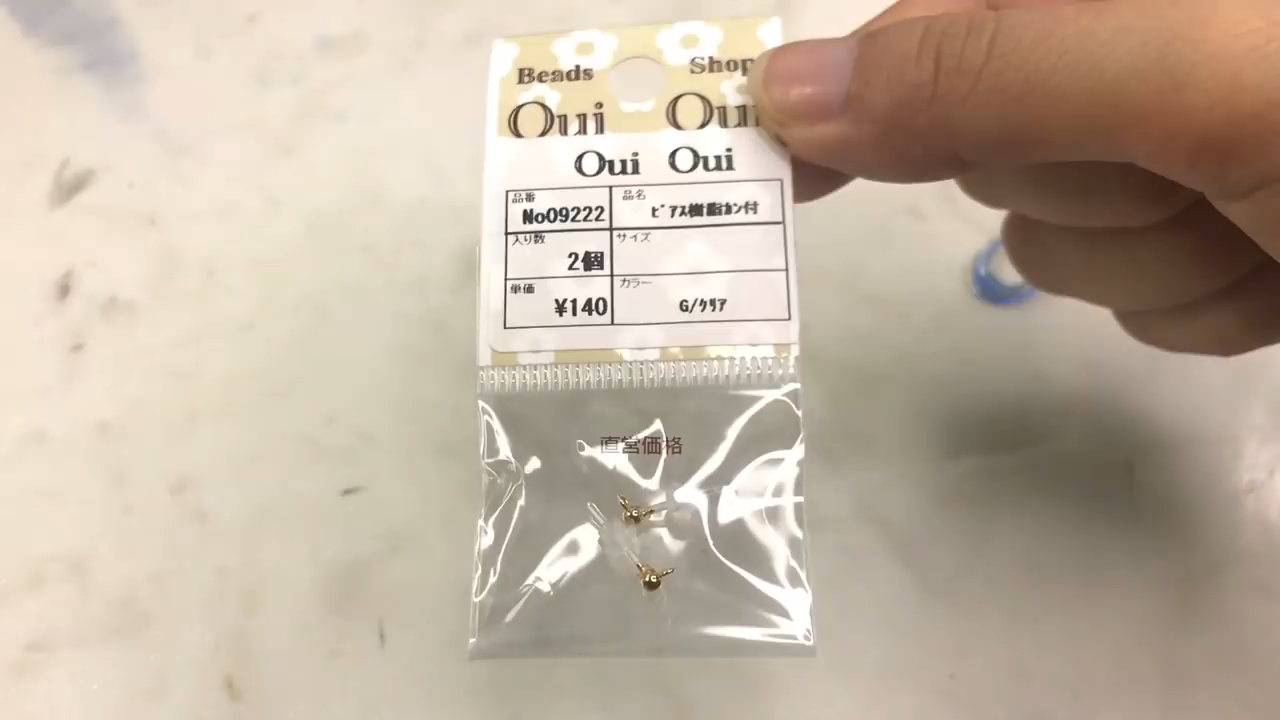 Beads Shop
Oui Oui
Oui Oui
品番 品名
No09222 ピアス樹脂カン付
入り数 サイズ
2個
単価 カラー
¥140 G/クリア
直営価格